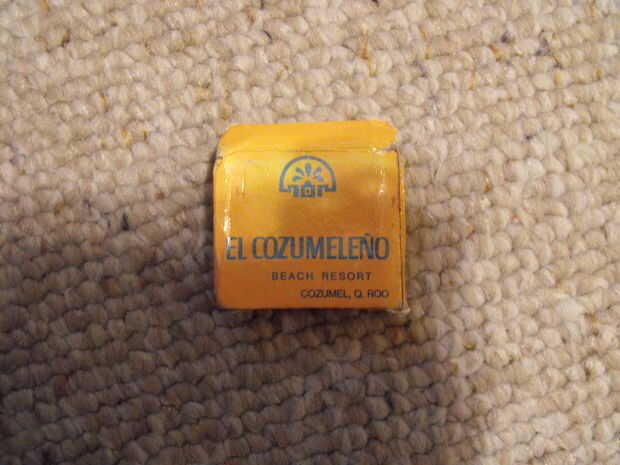 EL COZUMELEÑO
BEACH RESORT
COZUMEL, Q. ROO